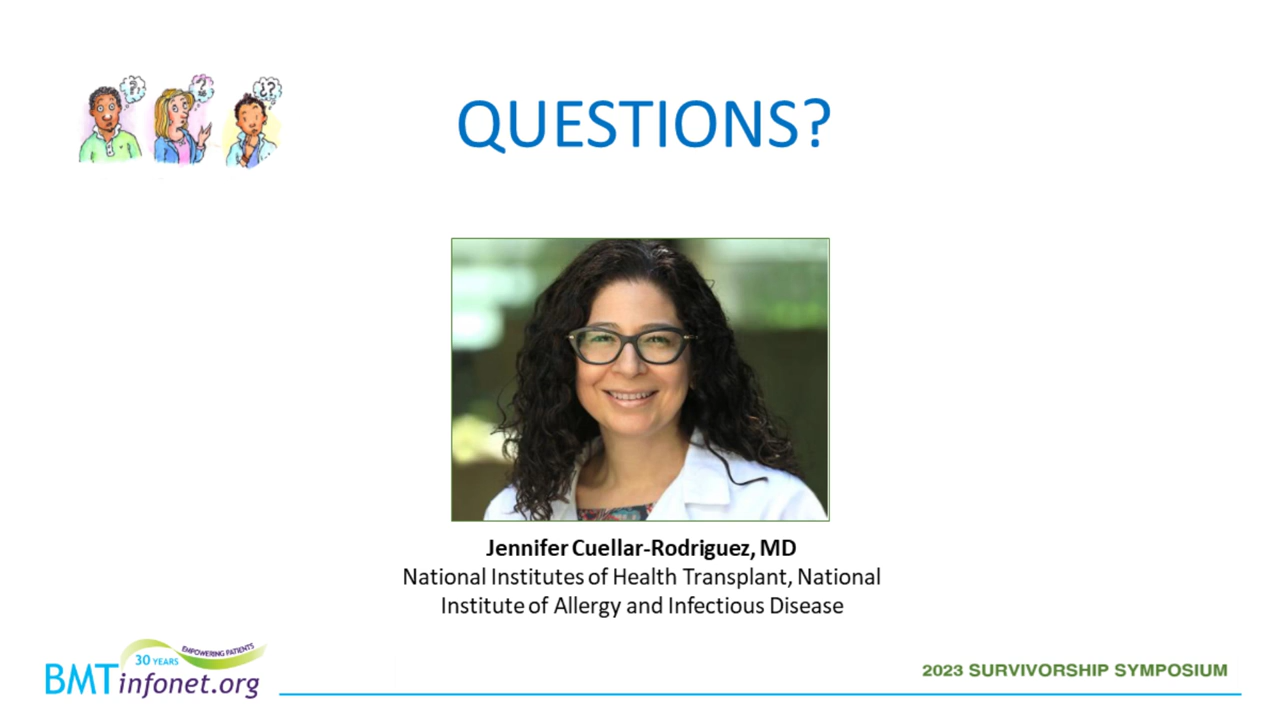 QUESTIONS?
Jennifer Cuellar-Rodriguez, MD
National Institutes of Health Transplant, National
Institute of Allergy and Infectious Disease
30 YEARS
EMPOWERING PATIENTS
BMTinfonet.org
2023 SURVIVORSHIP SYMPOSIUM